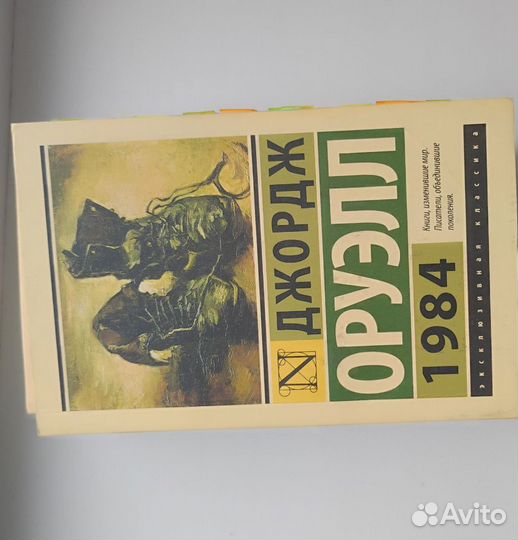 ДЖОРДЖ
ОРУЭЛЛ
1984
Книги, изменившие мир.
Писатели, объединившие
поколения.
эксклюзивная классика
Avito